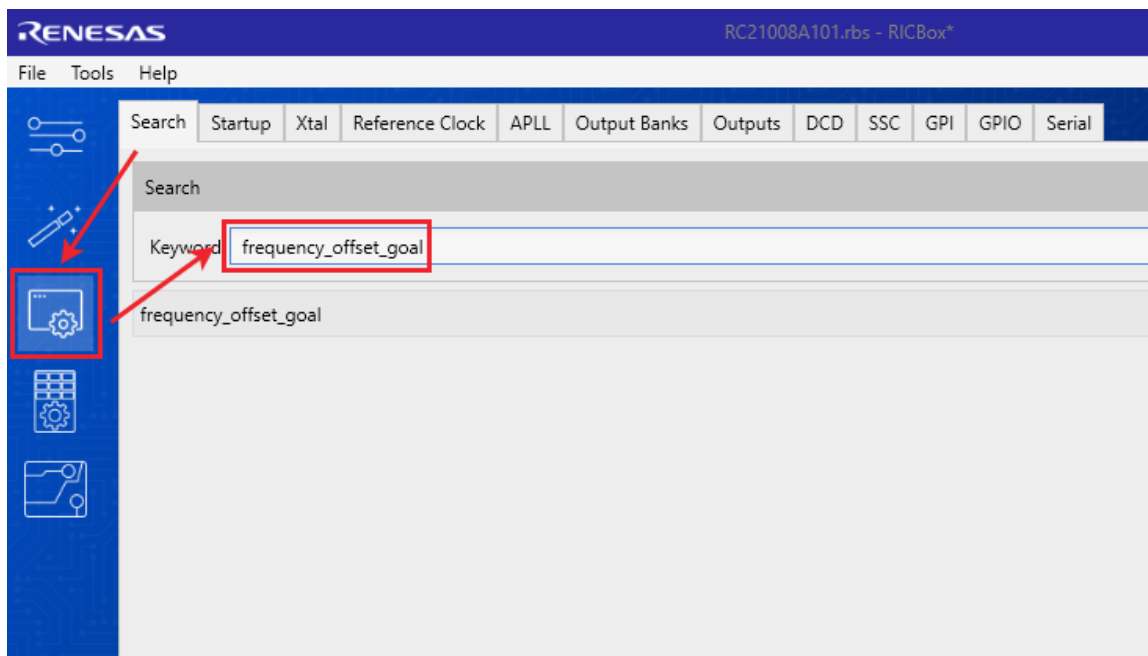 RENESAS
RC21008A101.rbs - RICBox*
File Tools Help
Search Startup Xtal Reference Clock APLL Output Banks Outputs DCD SSC GPI GPIO Serial
Search
Keyword frequency_offset_goal
frequency_offset_goal